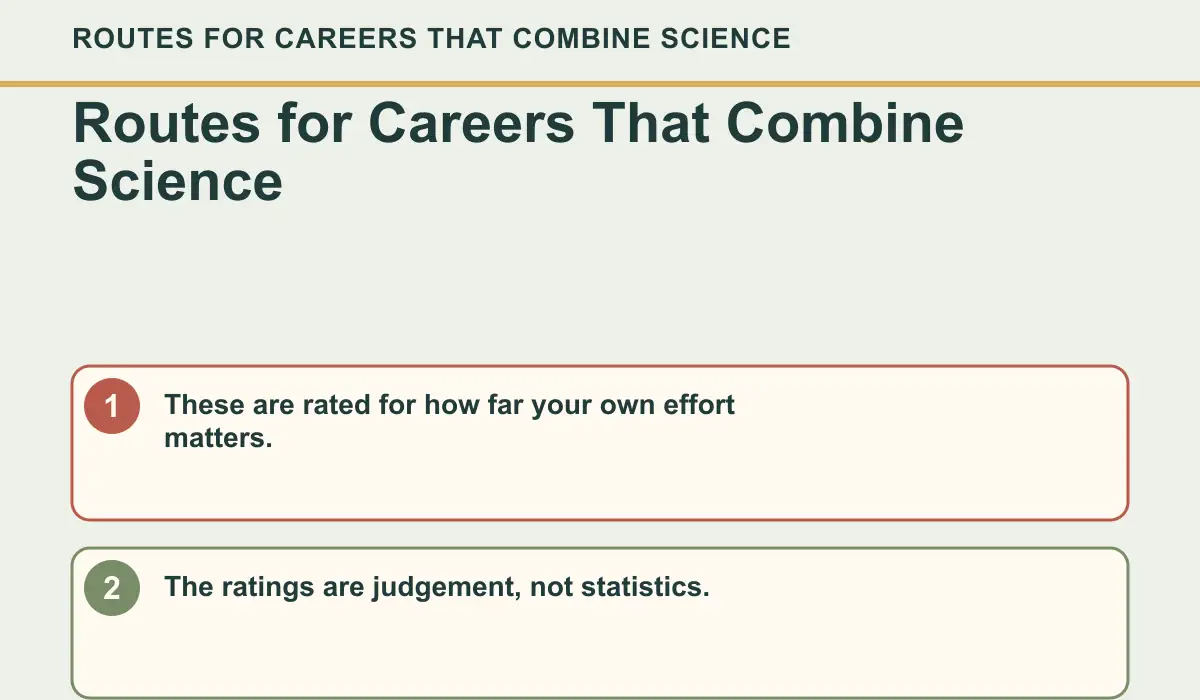 ROUTES FOR CAREERS THAT COMBINE SCIENCE
Routes for Careers That Combine
Science
1
These are rated for how far your own effort
matters.
2
The ratings are judgement, not statistics.